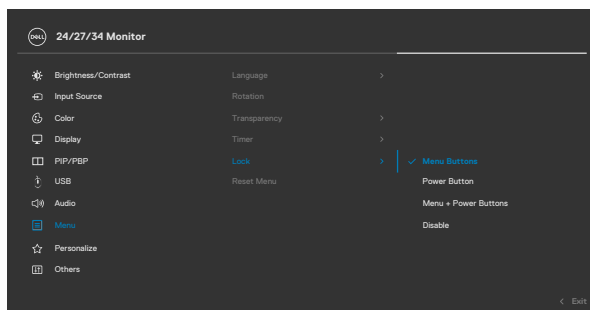 DELL 24/27/34 Monitor
Brightness/Contrast
Input Source
Color
Display
PIP/PBP
USB
Audio
Menu
Personalize
Others
Language
Rotation
Transparency
Timer
Lock
Reset Menu
Menu Buttons
Power Button
Menu + Power Buttons
Disable
Exit